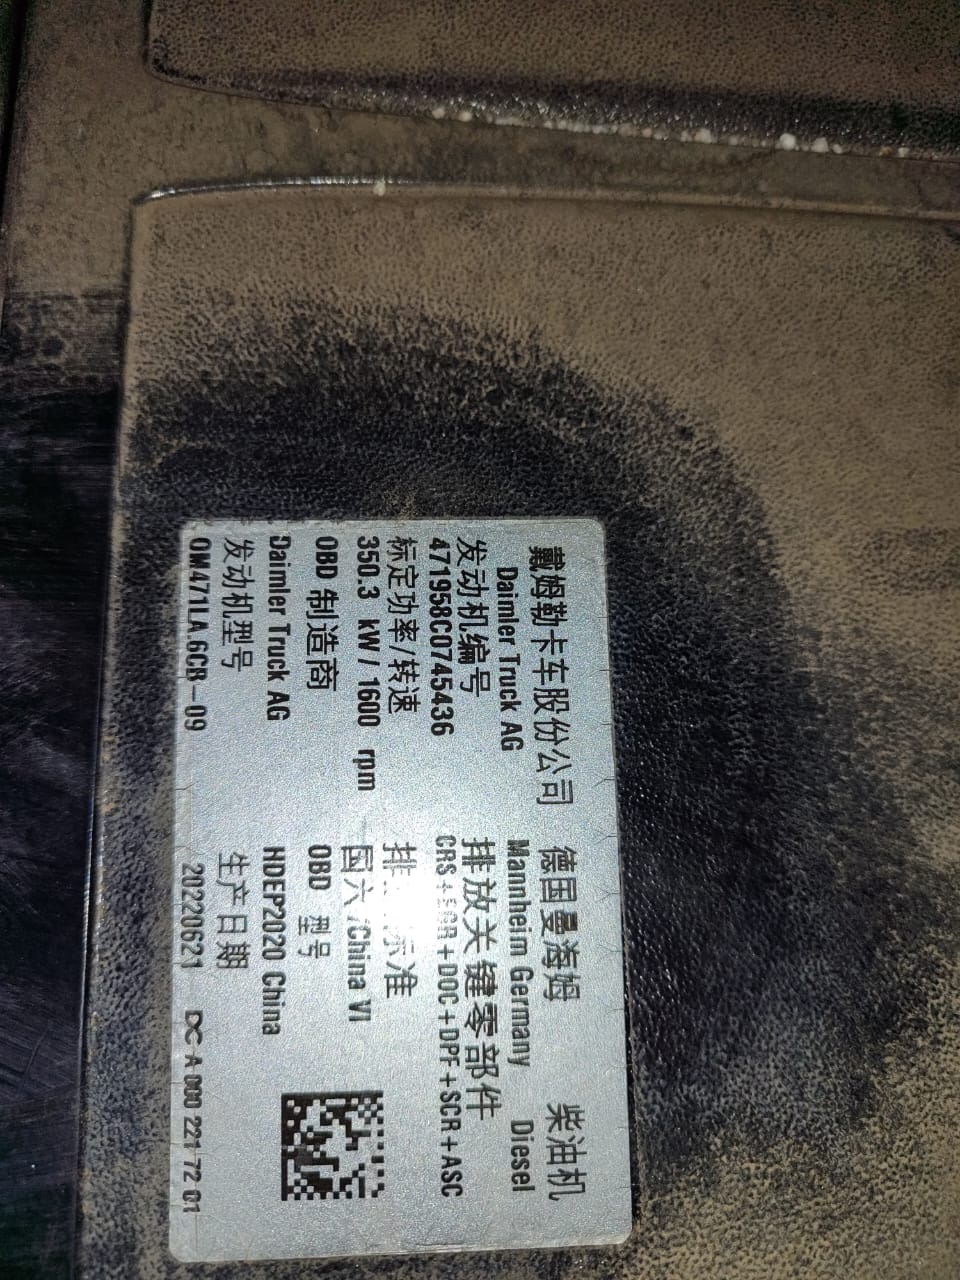 戴姆勒卡车股份公司 德国曼海姆 柴油机
Daimler Truck AG Mannheim Germany Diesel
发动机编号 排放关键零部件
471958C0745436 CRS+EGR+DOC+DPF+SCR+ASC
标定功率/转速 排 标准
350.3 kW/1600 rpm 国六/China VI
OBD 制造商 OBD 型号
Daimler Truck AG HDEP2020 China
发动机型号 生产日期
OM471LA.6CB-09 20220621 DC A 000 221 72 01